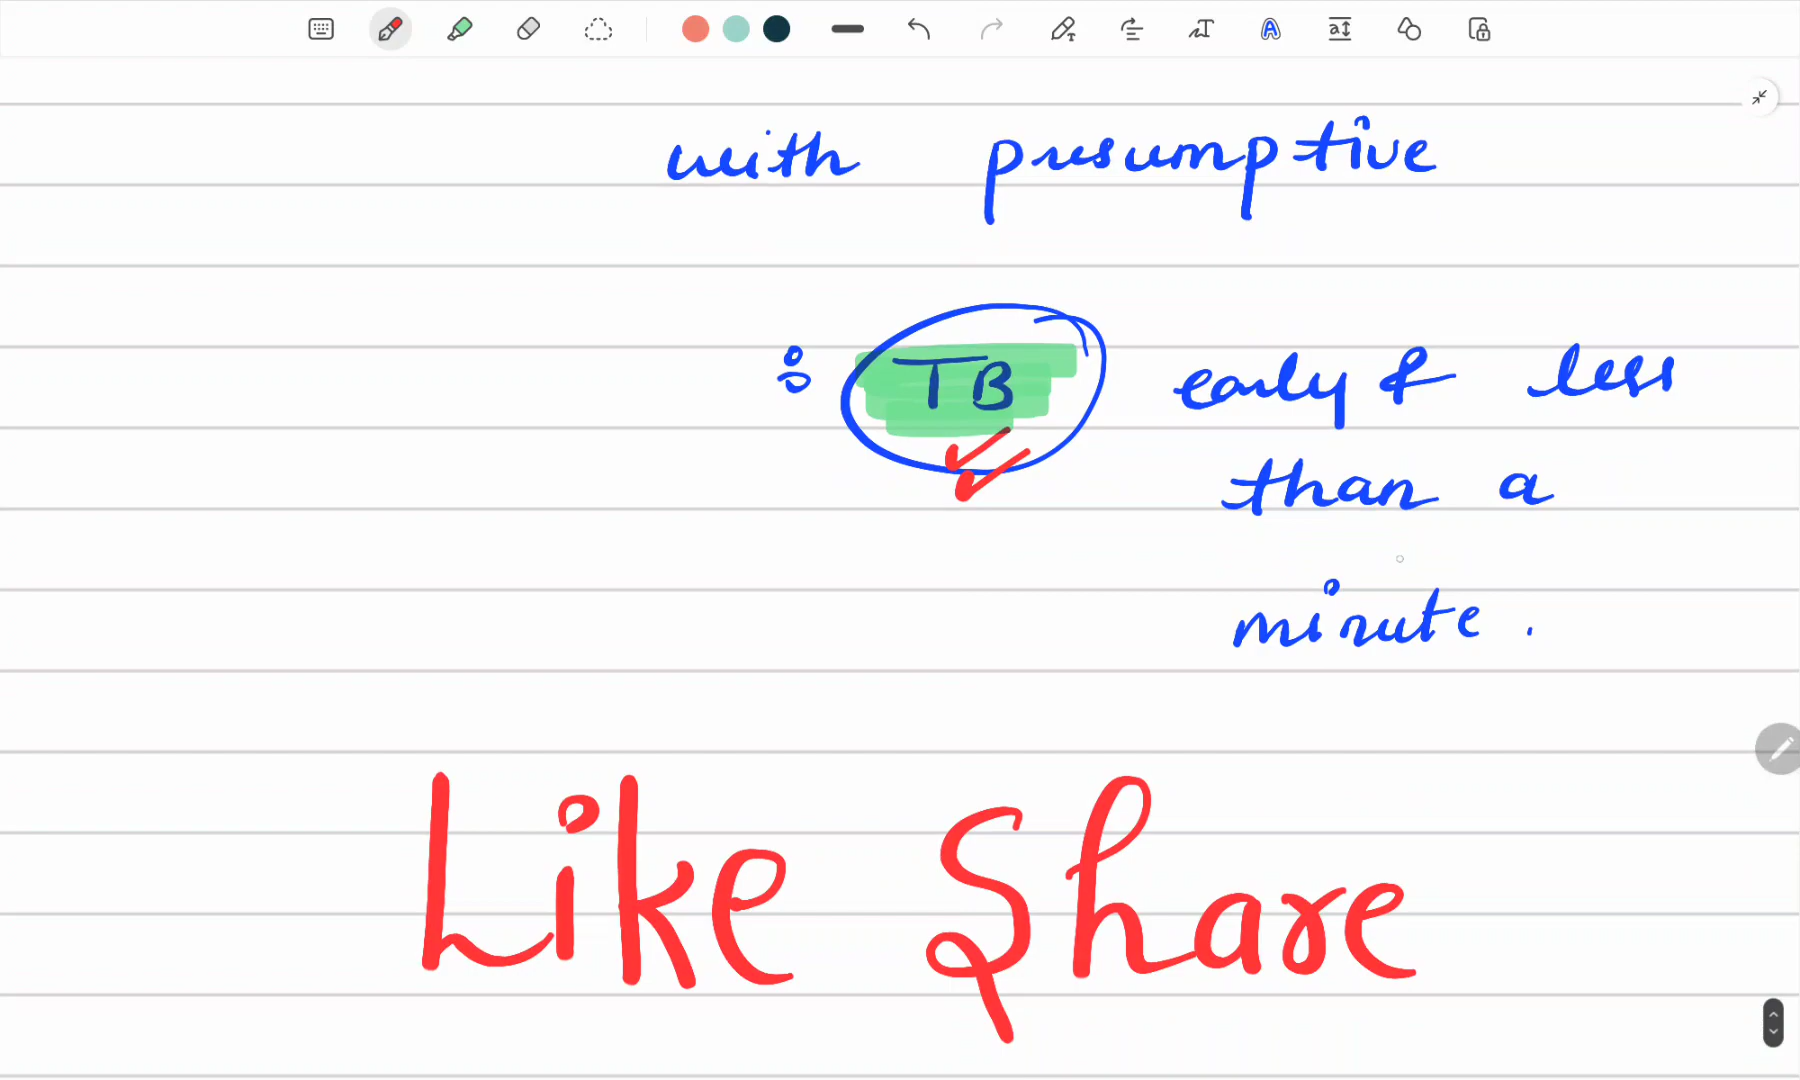 with presumptive
: TB early & less
than a
minute.
Like Share